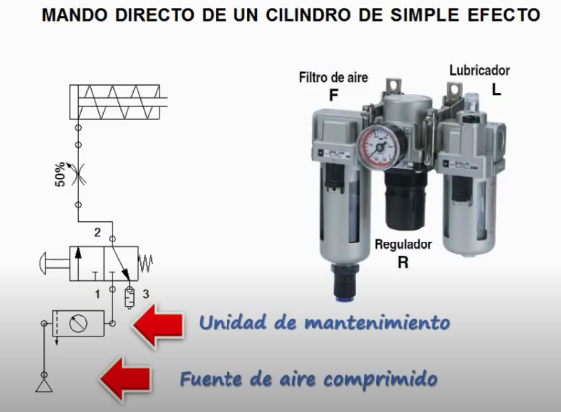 MANDO DIRECTO DE UN CILINDRO DE SIMPLE EFECTO
Filtro de aire
F
Lubricador
L
50%
2
Regulador
R
1
3
Unidad de mantenimiento
Fuente de aire comprimido